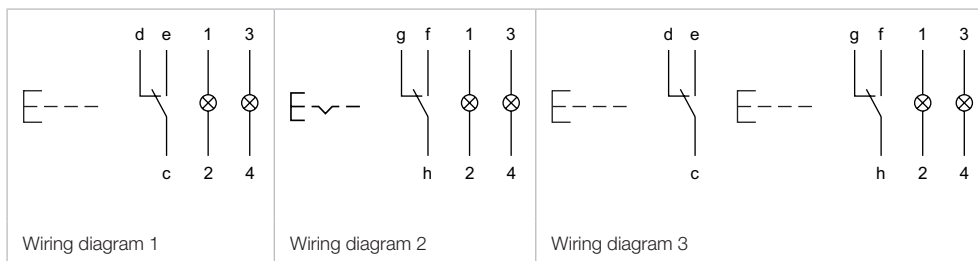 d e 1 3 g f 1 3 d e g f 1 3
c 2 4 h 2 4 c h 2 4
Wiring diagram 1 Wiring diagram 2 Wiring diagram 3